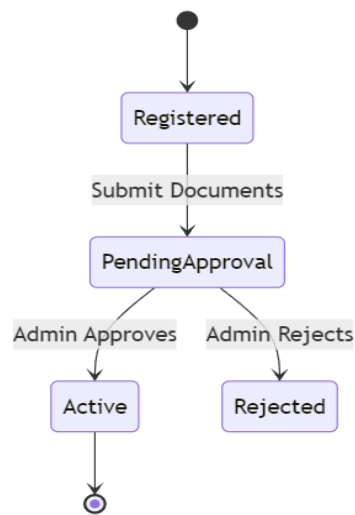 Registered
Submit Documents
PendingApproval
Admin Approves
Admin Rejects
Active
Rejected